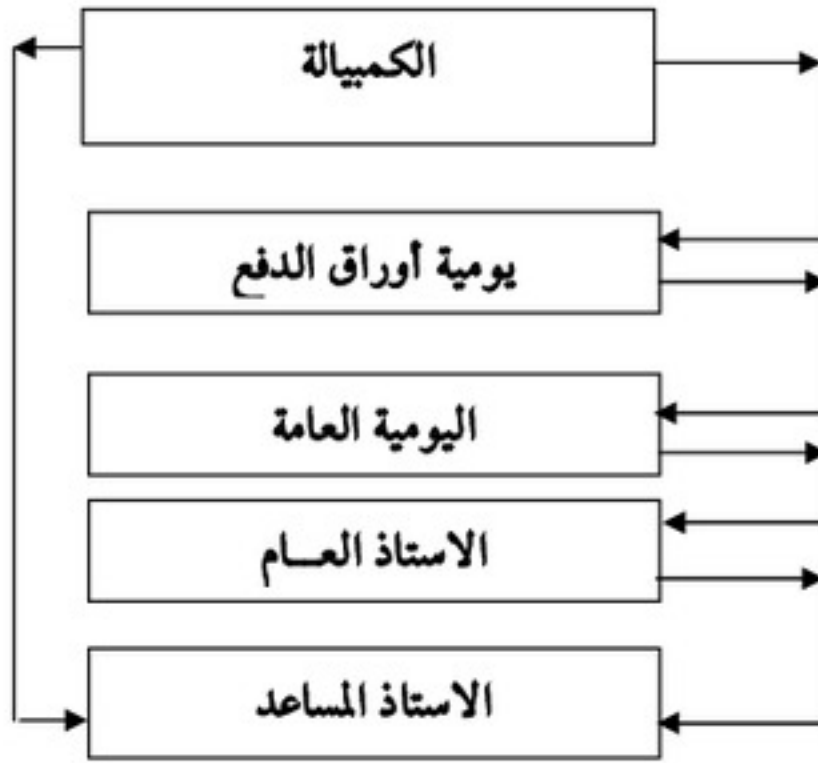 الكمبيالة
يومية أوراق الدفع
اليومية العامة
الاستاذ العـــام
الاستاذ المساعد